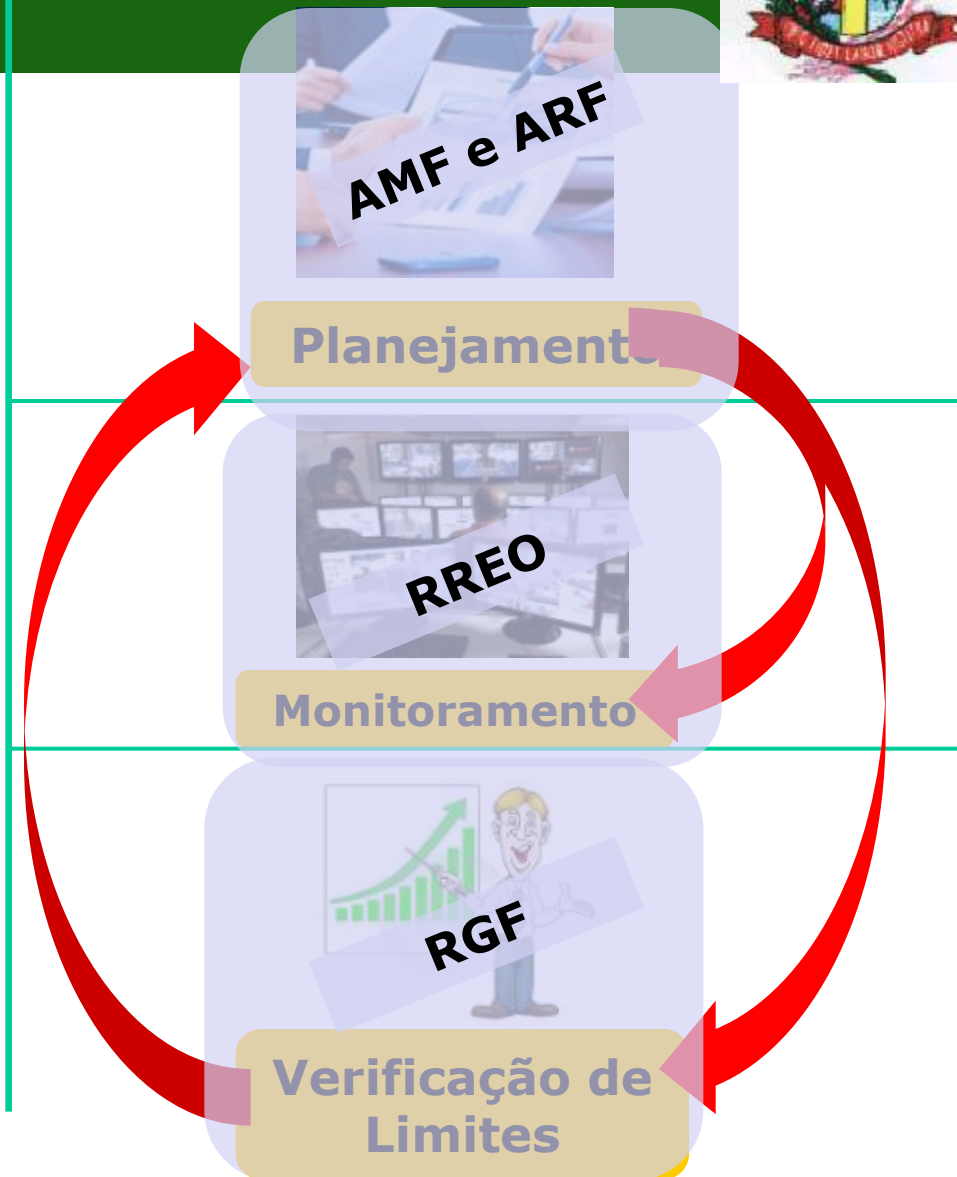 AMF e ARF
Planejamento
RREO
Monitoramento
RGF
Verificação de
Limites